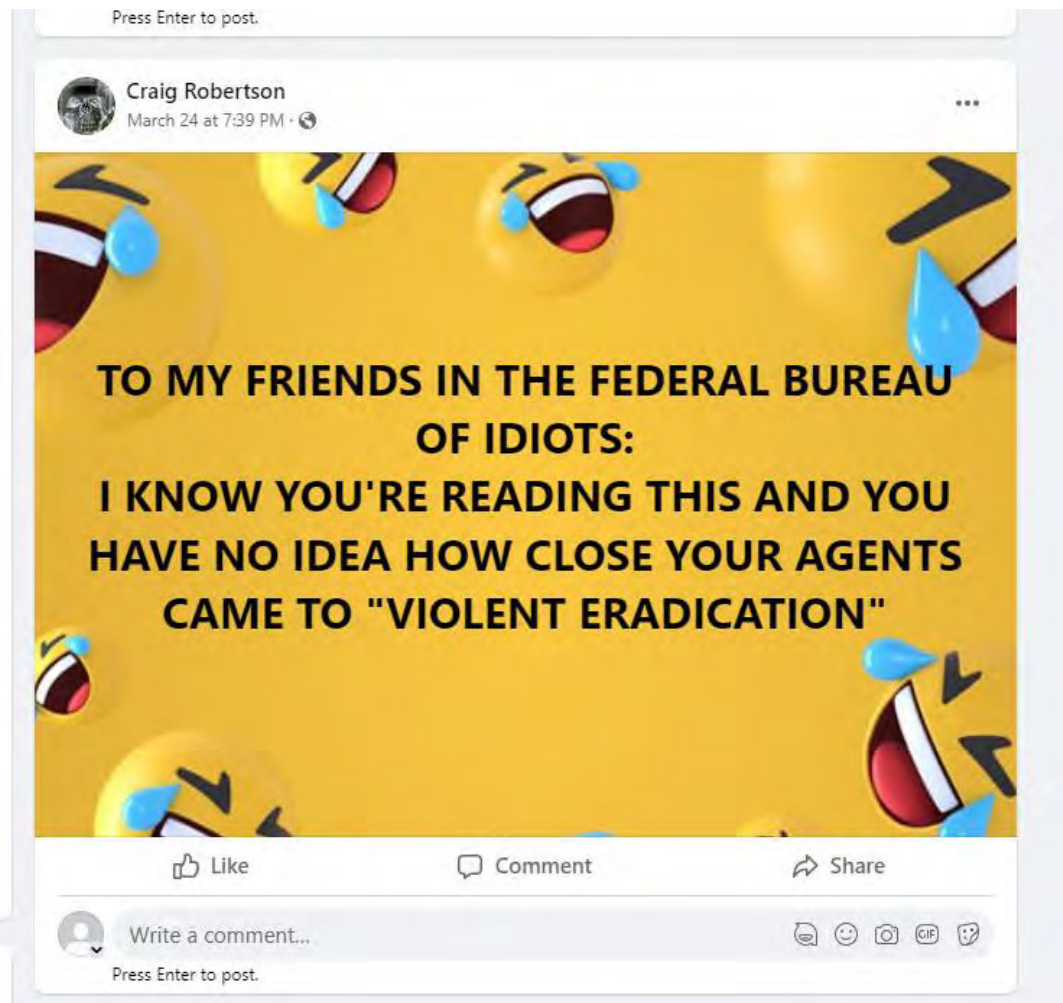 Press Enter to post.
Craig Robertson
March 24 at 7:39 PM ·
TO MY FRIENDS IN THE FEDERAL BUREAU
OF IDIOTS:
I KNOW YOU'RE READING THIS AND YOU
HAVE NO IDEA HOW CLOSE YOUR AGENTS
CAME TO "VIOLENT ERADICATION"
Like Comment Share
Write a comment... GIF
Press Enter to post.